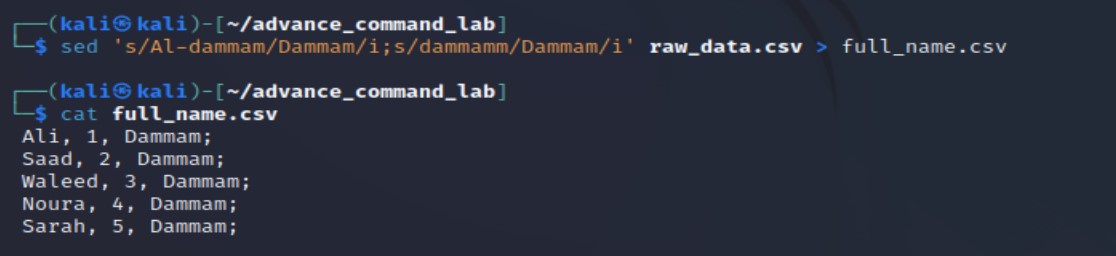 ┌──(kali㉿kali)-[~/advance_command_lab]
└─$ sed 's/Al-dammam/Dammam/i;s/dammamm/Dammam/i' raw_data.csv > full_name.csv
┌──(kali㉿kali)-[~/advance_command_lab]
└─$ cat full_name.csv
Ali, 1, Dammam;
Saad, 2, Dammam;
Waleed, 3, Dammam;
Noura, 4, Dammam;
Sarah, 5, Dammam;